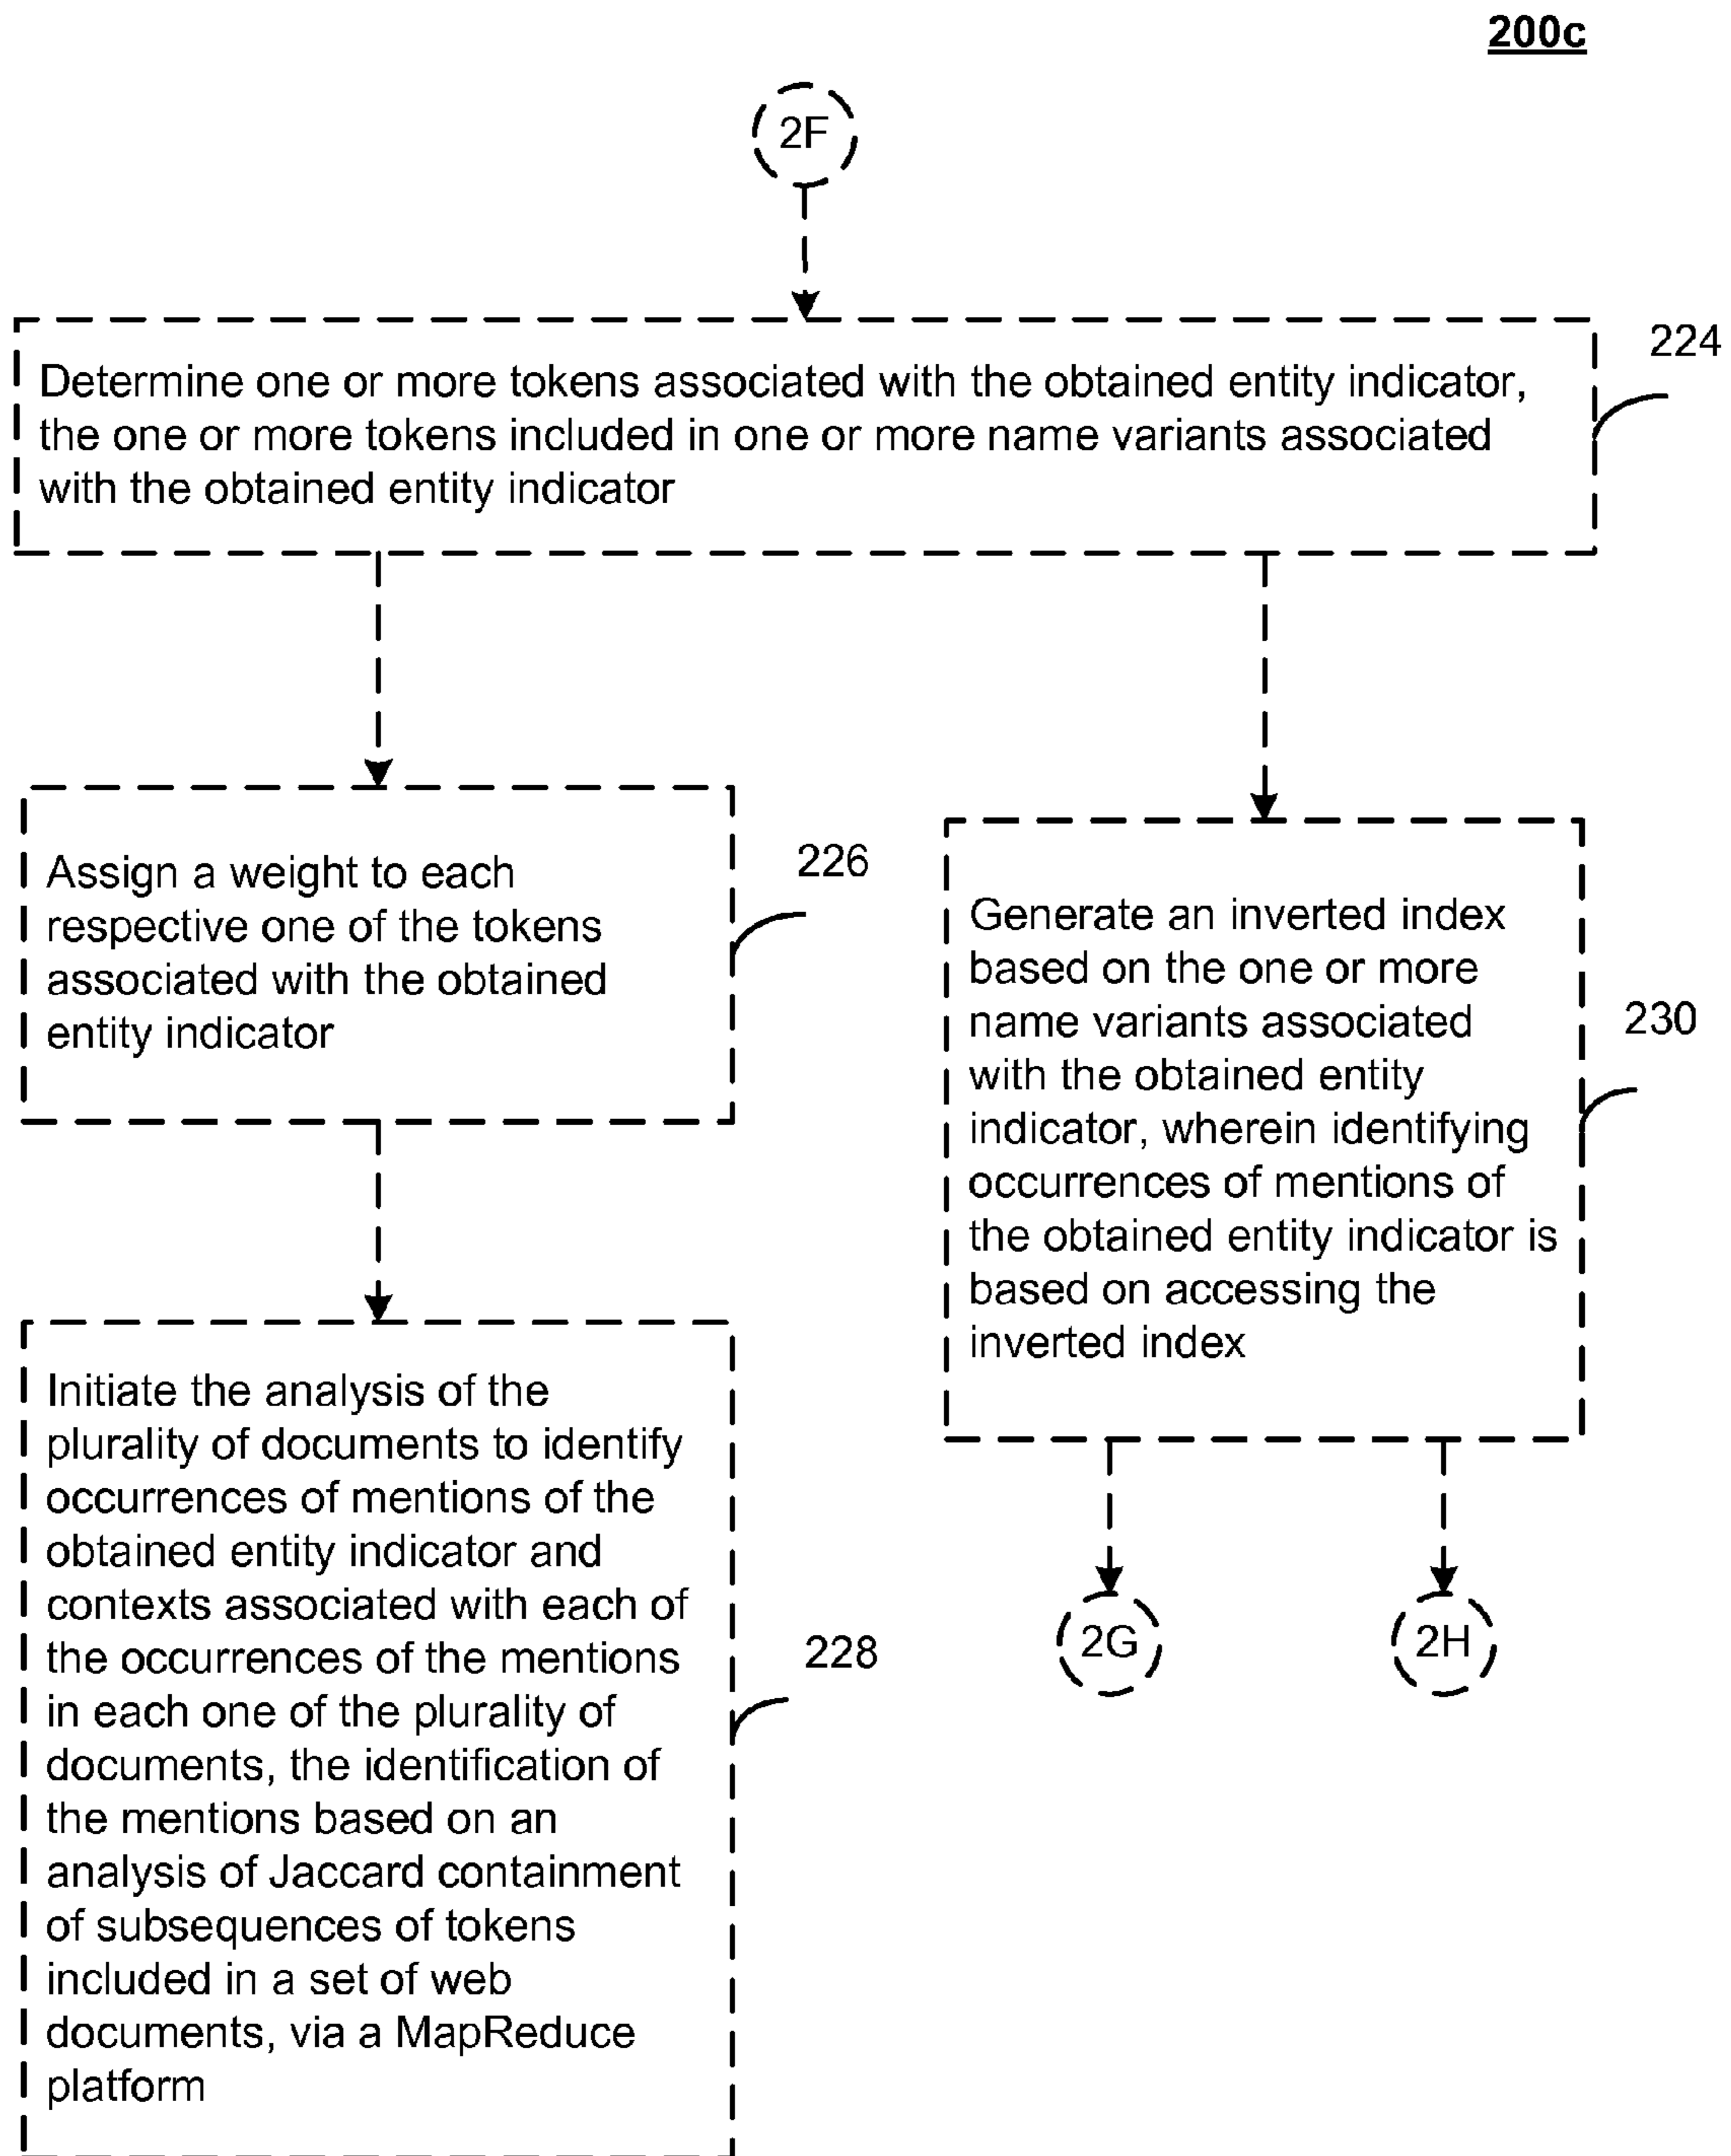 200c
2F
224
Determine one or more tokens associated with the obtained entity indicator,
the one or more tokens included in one or more name variants associated
with the obtained entity indicator
226
Assign a weight to each
respective one of the tokens
associated with the obtained
entity indicator
230
Generate an inverted index
based on the one or more
name variants associated
with the obtained entity
indicator, wherein identifying
occurrences of mentions of
the obtained entity indicator is
based on accessing the
inverted index
228
Initiate the analysis of the
plurality of documents to identify
occurrences of mentions of the
obtained entity indicator and
contexts associated with each of
the occurrences of the mentions
in each one of the plurality of
documents, the identification of
the mentions based on an
analysis of Jaccard containment
of subsequences of tokens
included in a set of web
documents, via a MapReduce
platform
2G
2H